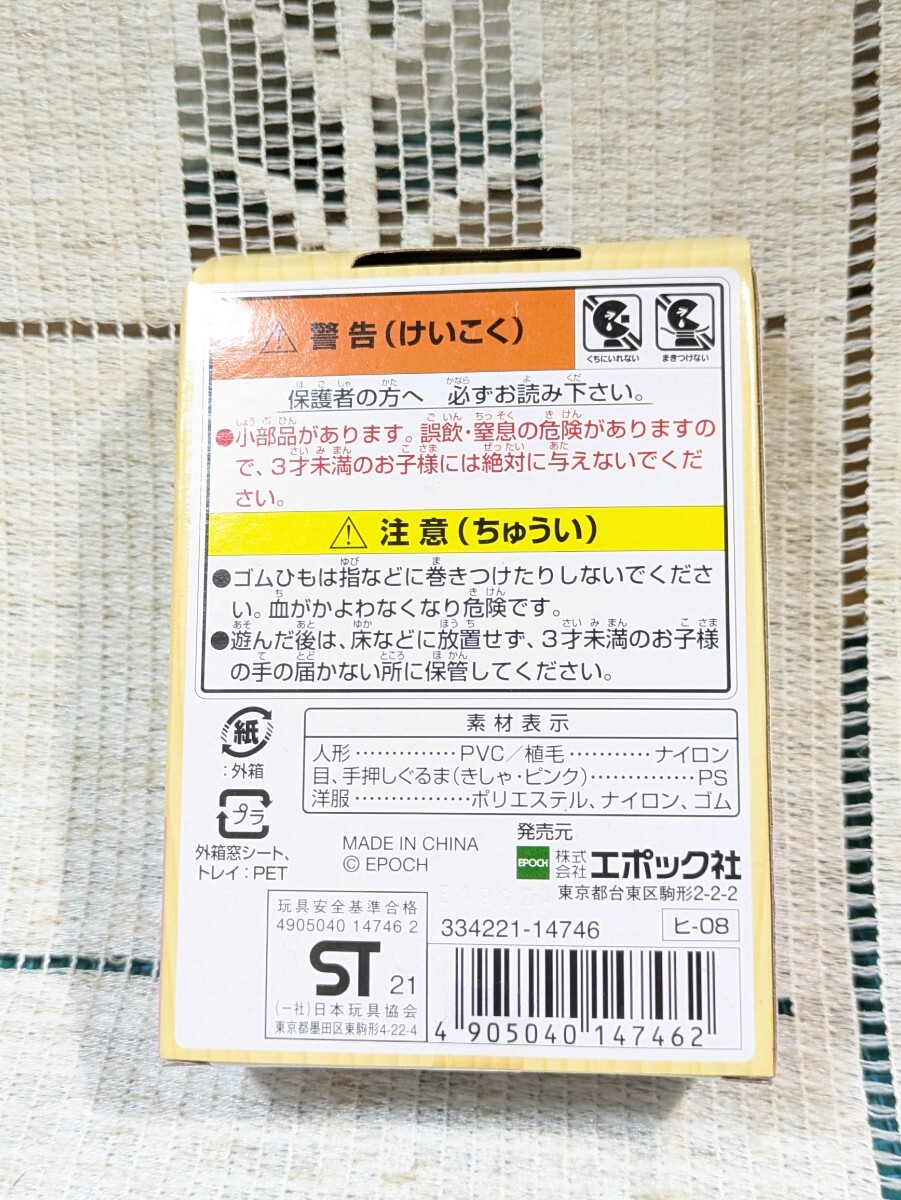 警告(けいこく)
くちにいれない
まきつけない
保護者の方へ 必ずお読み下さい。
●小部品があります。誤飲・窒息の危険がありますの
で、3才未満のお子様には絶対に与えないでくだ
さい。
注意(ちゅうい)
●ゴムひもは指などに巻きつけたりしないでくださ
い。血がかよわなくなり危険です。
●遊んだ後は、床などに放置せず、3才未満のお子様
の手の届かない所に保管してください。
紙
:外箱
プラ
外箱窓シート、
トレイ:PET
素材表示
人形…………PVC/植毛…………ナイロン
目、手押しぐるま(きしゃ・ピンク)…………PS
洋服…………ポリエステル、ナイロン、ゴム
MADE IN CHINA
© EPOCH
発売元
EPOCH 株式会社 エポック社
東京都台東区駒形2-2-2
玩具安全基準合格
4905040 14746 2
ST 21
(一社)日本玩具協会
東京都墨田区東駒形4-22-4
334221-14746
ヒ-08
4 905040 147462